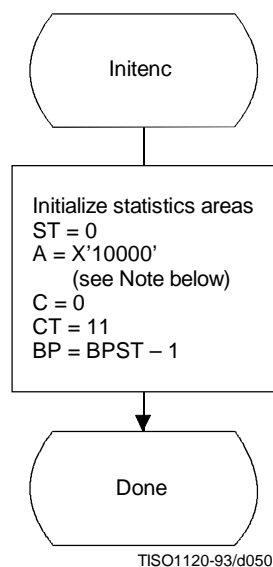 Initenc
Initialize statistics areas
ST = 0
A = X’10000’
(see Note below)
C = 0
CT = 11
BP = BPST – 1
Done
TISO1120-93/d050